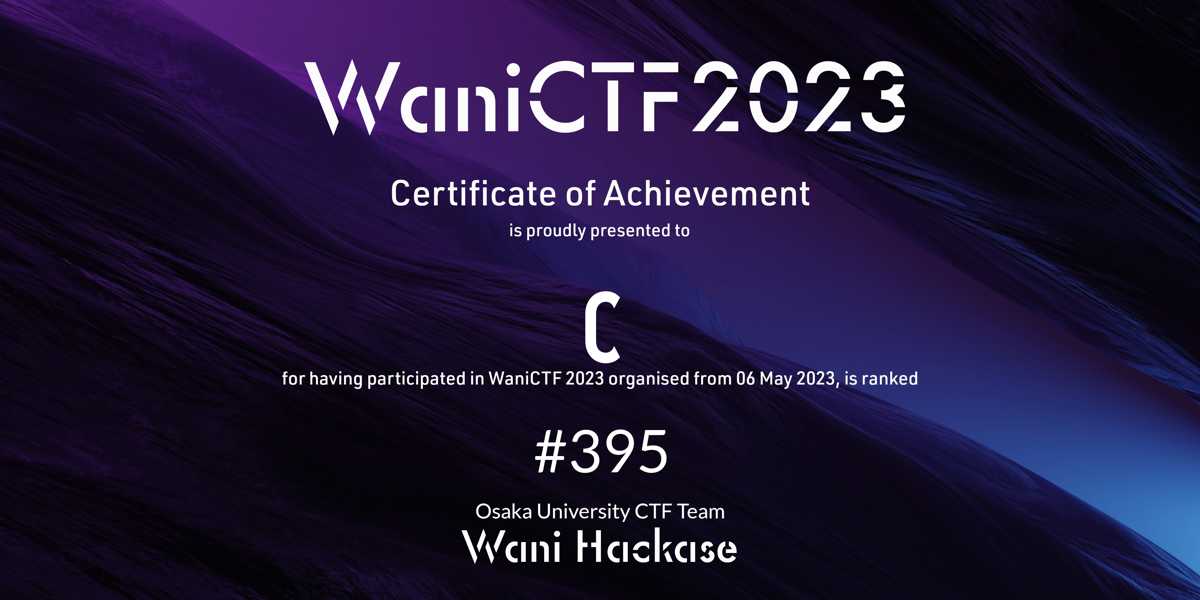 WaniCTF2023
Certificate of Achievement
is proudly presented to
C
for having participated in WaniCTF 2023 organised from 06 May 2023, is ranked
#395
Osaka University CTF Team
Wani Hackase